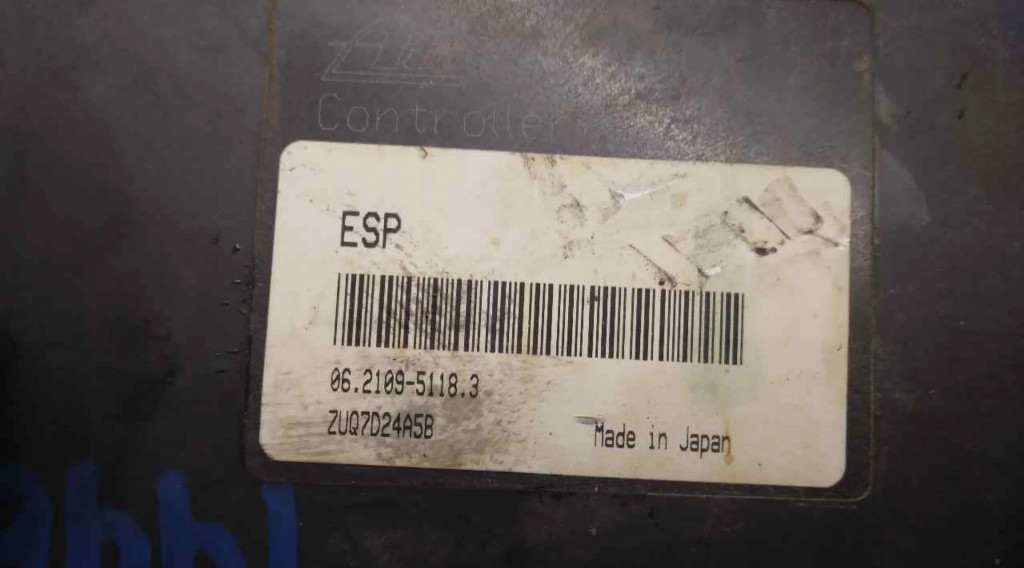 Controller
ESP
06.2109-5118.3
ZUQ7D24A5B
Made in Japan